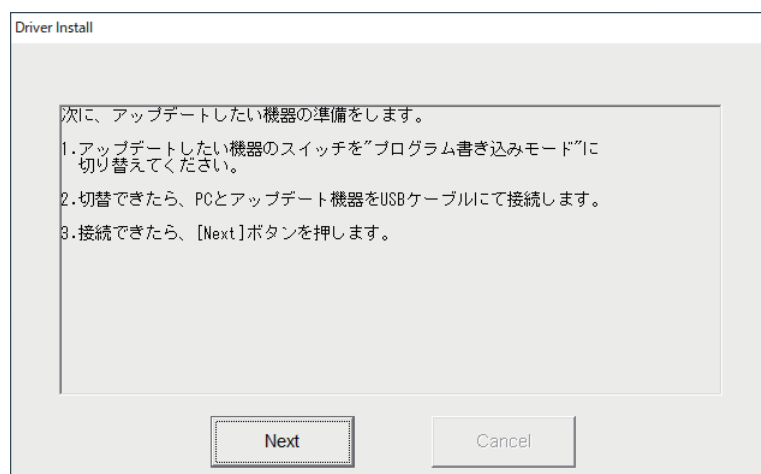 Driver Install
次に、アップデートしたい機器の準備をします。
1.アップデートしたい機器のスイッチを"プログラム書き込みモード"に
切り替えてください。
2.切替できたら、PCとアップデート機器をUSBケーブルにて接続します。
3.接続できたら、[Next]ボタンを押します。
Next
Cancel